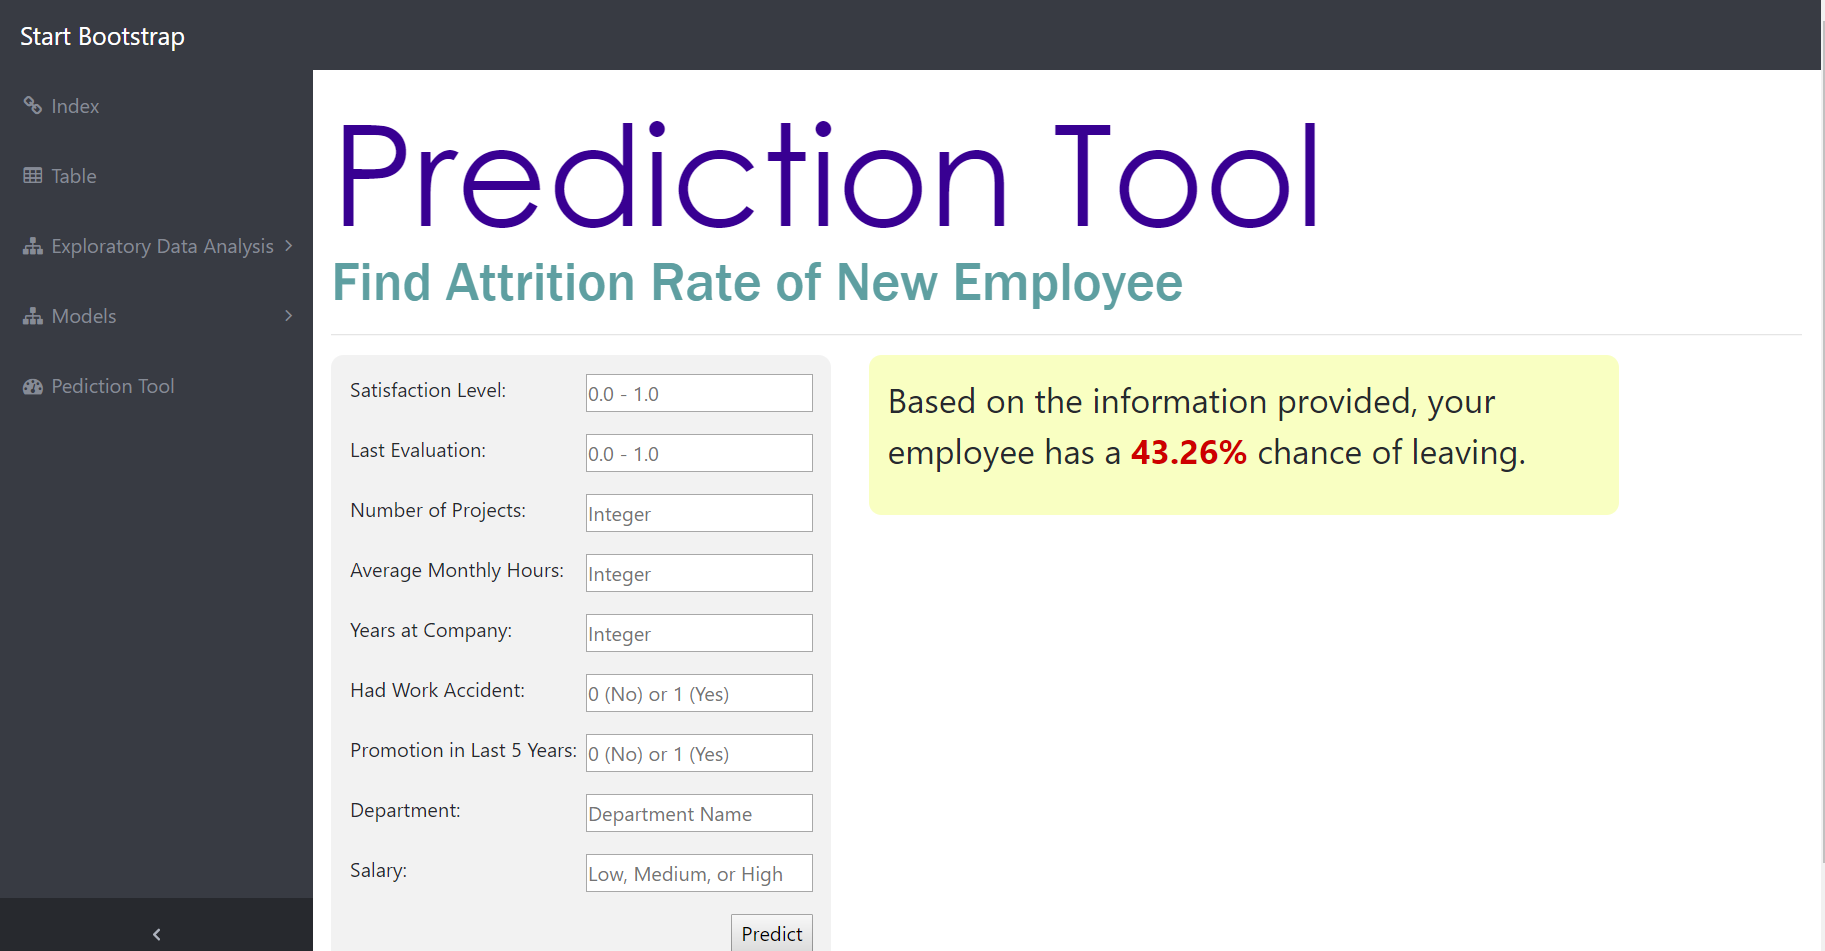 Start Bootstrap
Index
Table
Exploratory Data Analysis
Models
Pediction Tool
Prediction Tool
Find Attrition Rate of New Employee
Satisfaction Level: 0.0 - 1.0
Last Evaluation: 0.0 - 1.0
Number of Projects: Integer
Average Monthly Hours: Integer
Years at Company: Integer
Had Work Accident: 0 (No) or 1 (Yes)
Promotion in Last 5 Years: 0 (No) or 1 (Yes)
Department: Department Name
Salary: Low, Medium, or High
Predict
Based on the information provided, your
employee has a 43.26% chance of leaving.